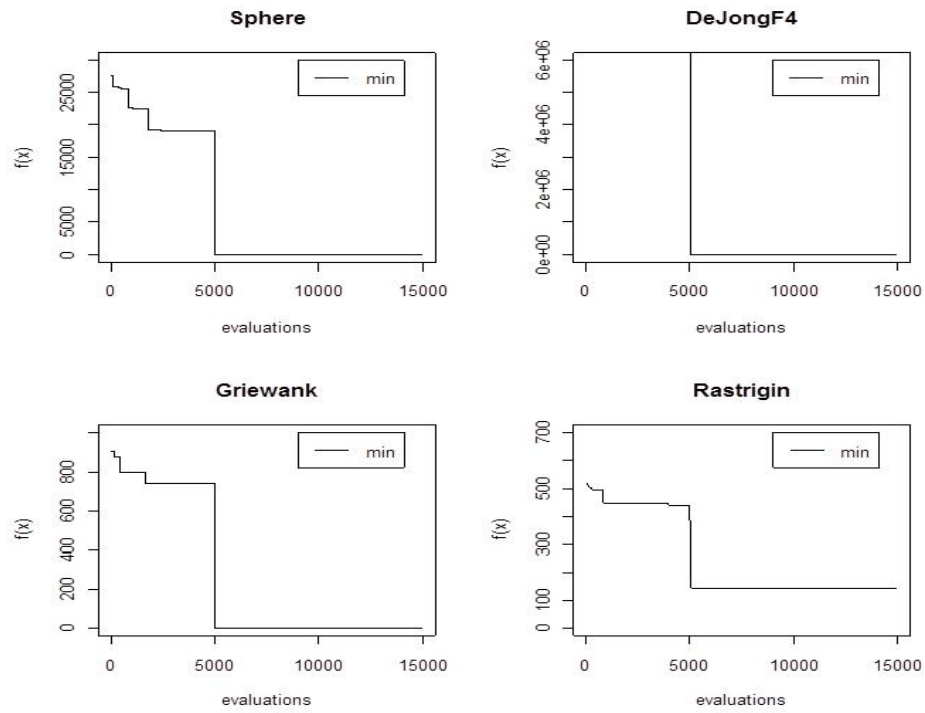 Sphere
f(x)
0
5000
15000
25000
min
0
5000
10000
15000
evaluations
DeJongF4
f(x)
0e+00
2e+06
4e+06
6e+06
min
0
5000
10000
15000
evaluations
Griewank
f(x)
0
200
400
600
800
min
0
5000
10000
15000
evaluations
Rastrigin
f(x)
0
100
300
500
700
min
0
5000
10000
15000
evaluations